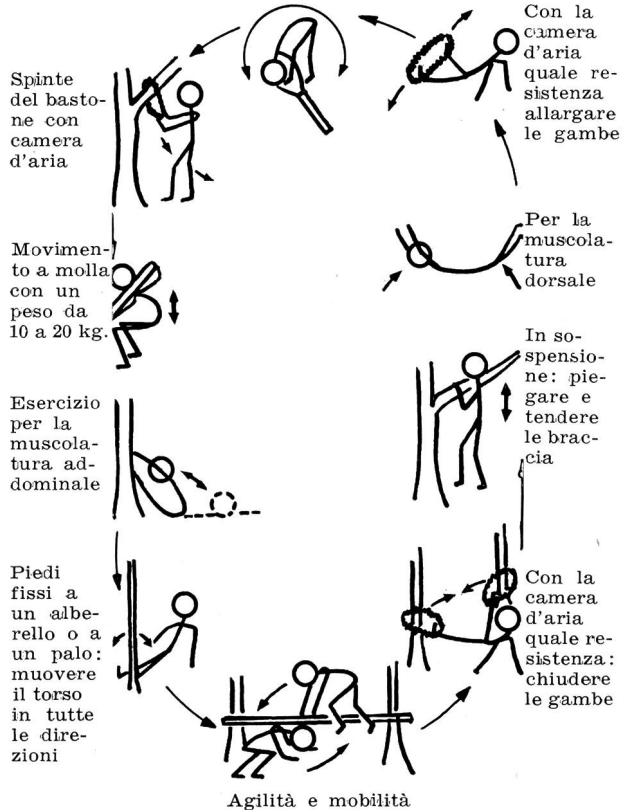 Con la
camera
d'aria
quale re-
sistenza
allargare
le gambe
Spinte
del basto-
ne con
camera
d'aria
Per la
muscola-
tura
dorsale
Movimen-
to a molla
con un
peso da
10 a 20 kg.
In so-
spensio-
ne: pie-
gare e
tendere
le brac-
cia
Esercizio
per la
muscola-
tura ad-
dominale
Piedi
fissi a
un albe-
rello o a
un palo:
muovere
il torso
in tutte
le dire-
zioni
Con la
camera
d'aria
quale re-
sistenza:
chiudere
le gambe
Agilità e mobilità